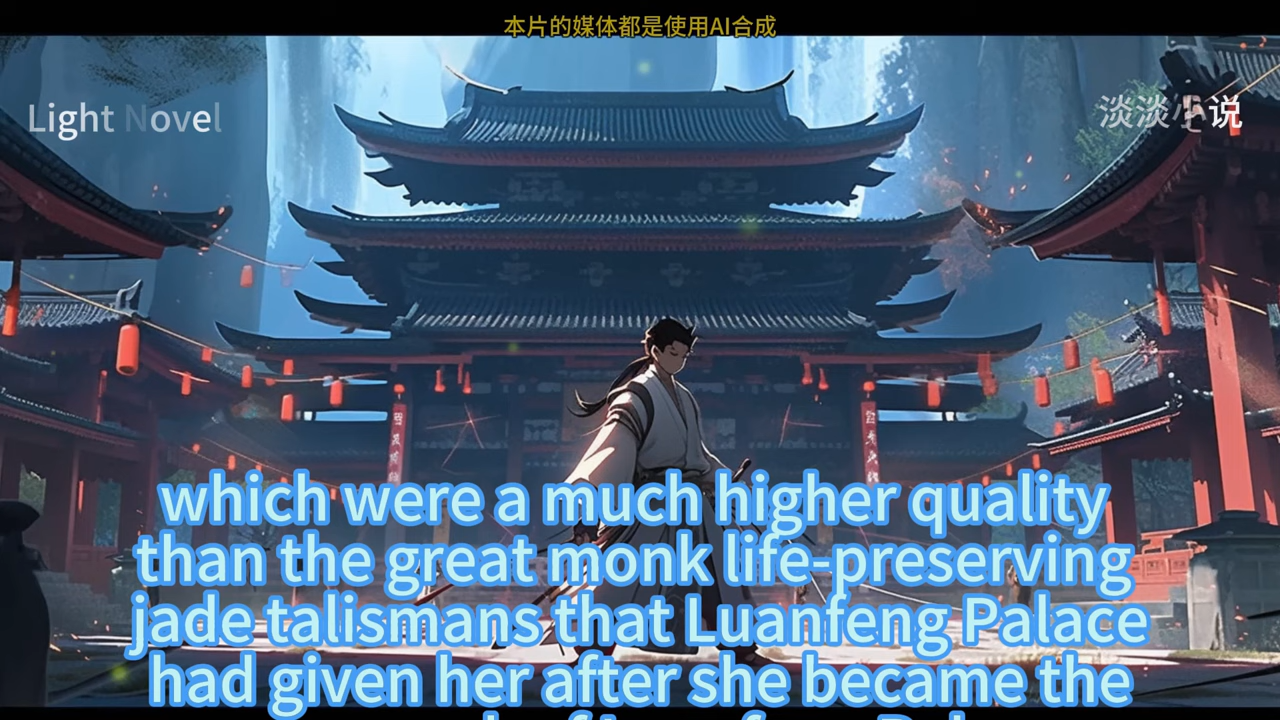 本片的媒体都是使用AI合成
Light Novel
淡淡小说
which were a much higher quality
than the great monk life-preserving
jade talismans that Luanfeng Palace
had given her after she became the